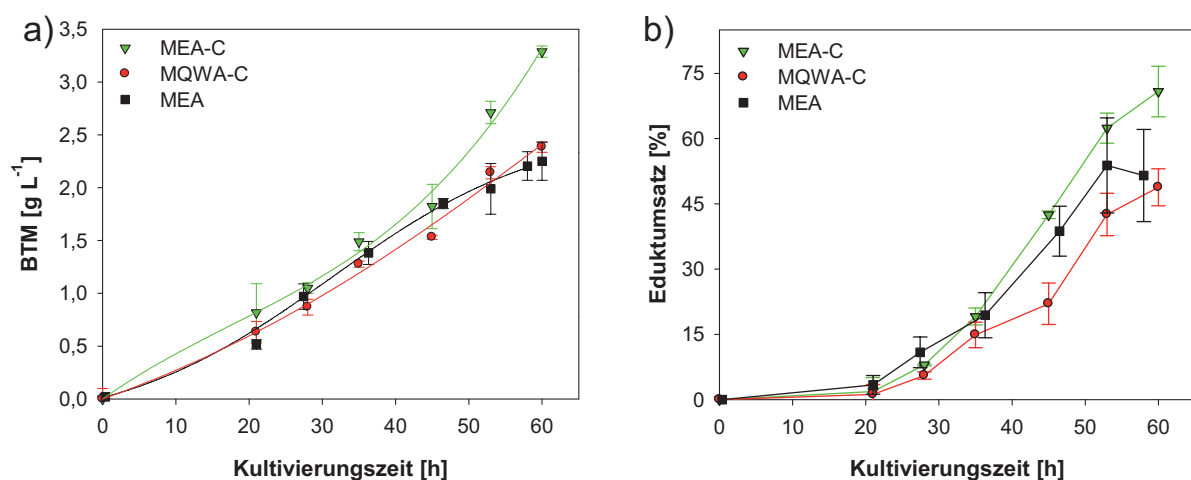 a)
3,5
3,0
2,5
2,0
1,5
1,0
0,5
0,0
BTM [g L-1]
MEA-C
MQWA-C
MEA
0 10 20 30 40 50 60
Kultivierungszeit [h]
b)
75
60
45
30
15
0
Eduktumsatz [%]
MEA-C
MQWA-C
MEA
0 10 20 30 40 50 60
Kultivierungszeit [h]